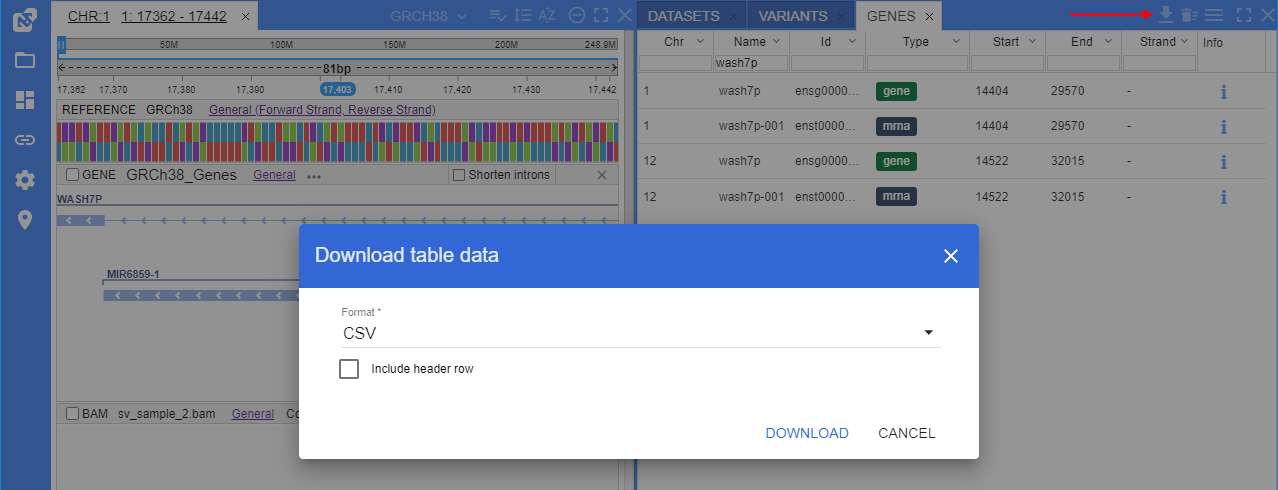 CHR:1 1: 17362 - 17442 GRCH38
50M 100M 150M 200M 248.9M
81bp
17,362 17,370 17,380 17,390 17,403 17,410 17,420 17,430 17,442
REFERENCE GRCh38 General (Forward Strand, Reverse Strand)
GENE GRCh38_Genes General ••• Shorten introns
WASH7P
MIR6859-1
BAM sv_sample_2.bam General
DATASETS VARIANTS GENES
Chr Name Id Type Start End Strand Info
wash7p
1 wash7p ensg0000... gene 14404 29570 -
1 wash7p-001 enst0000... mrna 14404 29570 -
12 wash7p ensg0000... gene 14522 32015 -
12 wash7p-001 enst0000... mrna 14522 32015 -
Download table data
Format *
CSV
Include header row
DOWNLOAD CANCEL